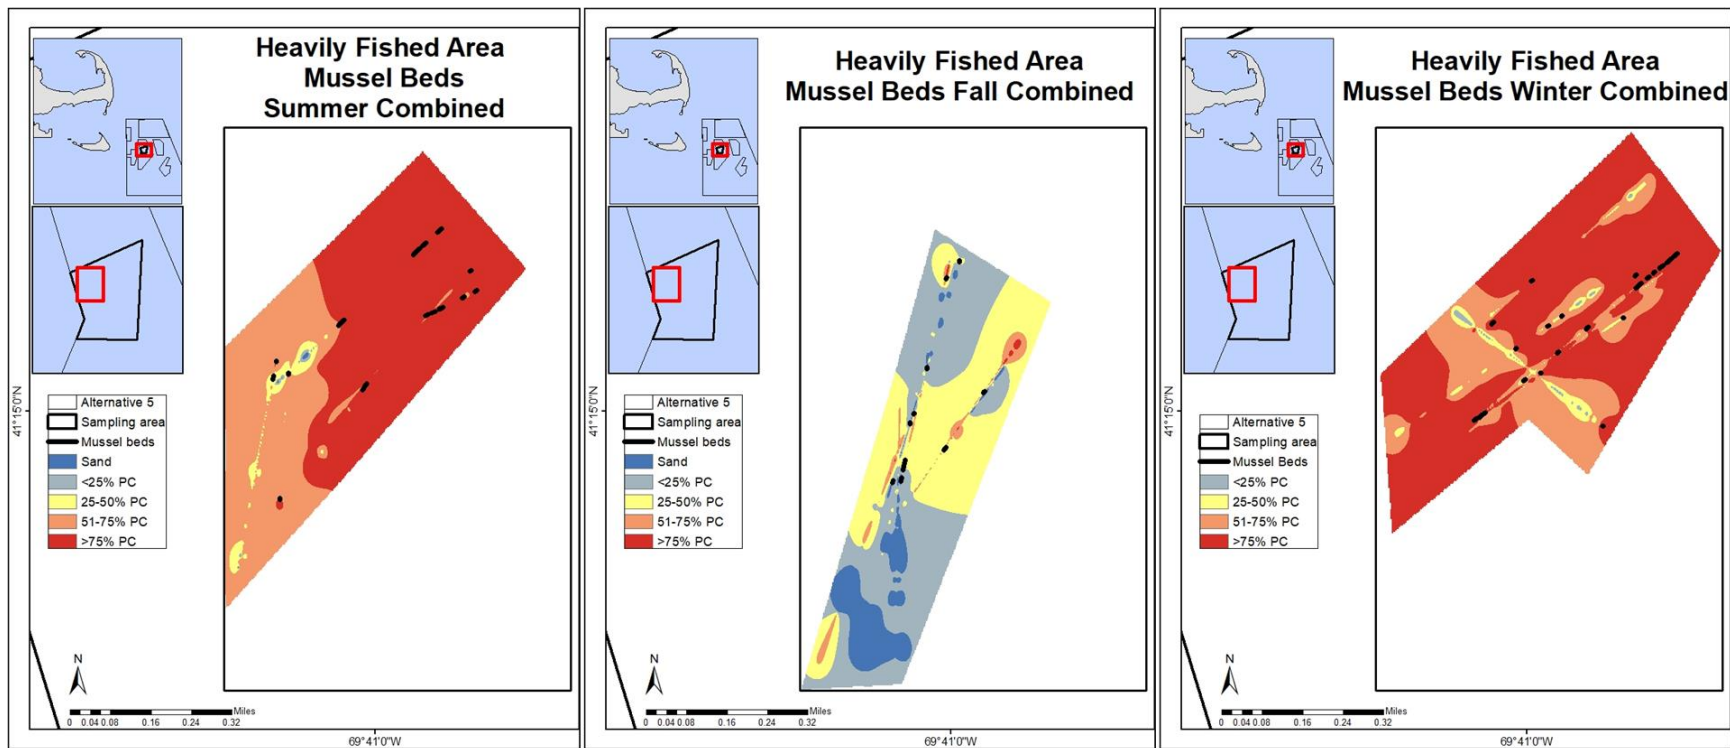 Heavily Fished Area
Mussel Beds
Summer Combined
41°15'0"N
Alternative 5
Sampling area
Mussel beds
Sand
<25% PC
25-50% PC
51-75% PC
>75% PC
N
Miles
0 0.04 0.08 0.16 0.24 0.32
69°41'0"W
Heavily Fished Area
Mussel Beds Fall Combined
41°15'0"N
Alternative 5
Sampling area
Mussel beds
Sand
<25% PC
25-50% PC
51-75% PC
>75% PC
N
Miles
0 0.04 0.08 0.16 0.24 0.32
69°41'0"W
Heavily Fished Area
Mussel Beds Winter Combined
41°15'0"N
Alternative 5
Sampling area
Mussel Beds
<25% PC
25-50% PC
51-75% PC
>75% PC
N
Miles
0 0.04 0.08 0.16 0.24 0.32
69°41'0"W